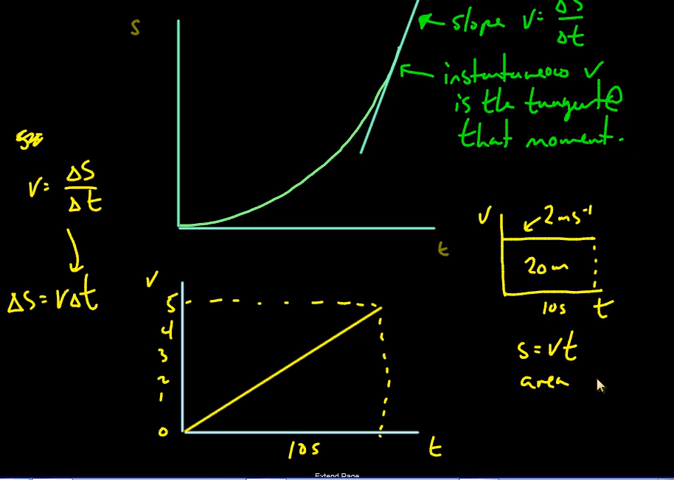 s
slope v = Δs/Δt
instantaneous v
is the tangent @
that moment.
t
v = Δs/Δt
Δs = vΔt
v
5
4
3
2
1
0
10s
t
v
2ms⁻¹
20m
10s
t
s = vt
area
Extend Page